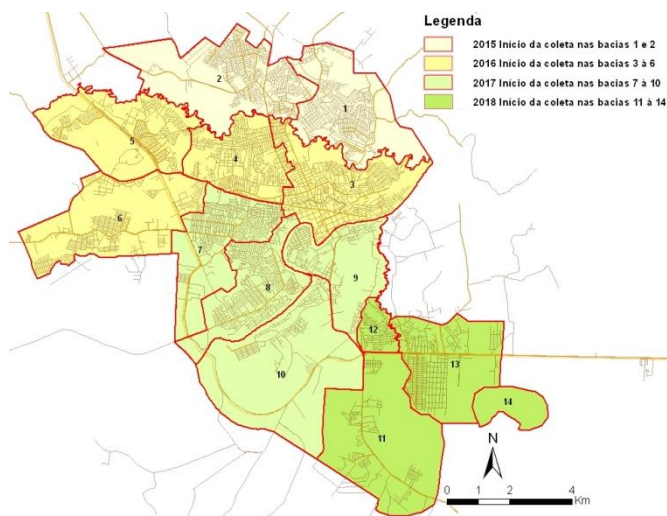 Legenda
2015 Início da coleta nas bacias 1 e 2
2016 Início da coleta nas bacias 3 à 6
2017 Início da coleta nas bacias 7 à 10
2018 Início da coleta nas bacias 11 à 14
2
1
5
4
3
6
7
8
9
12
13
10
14
11
N
0 1 2 4
Km